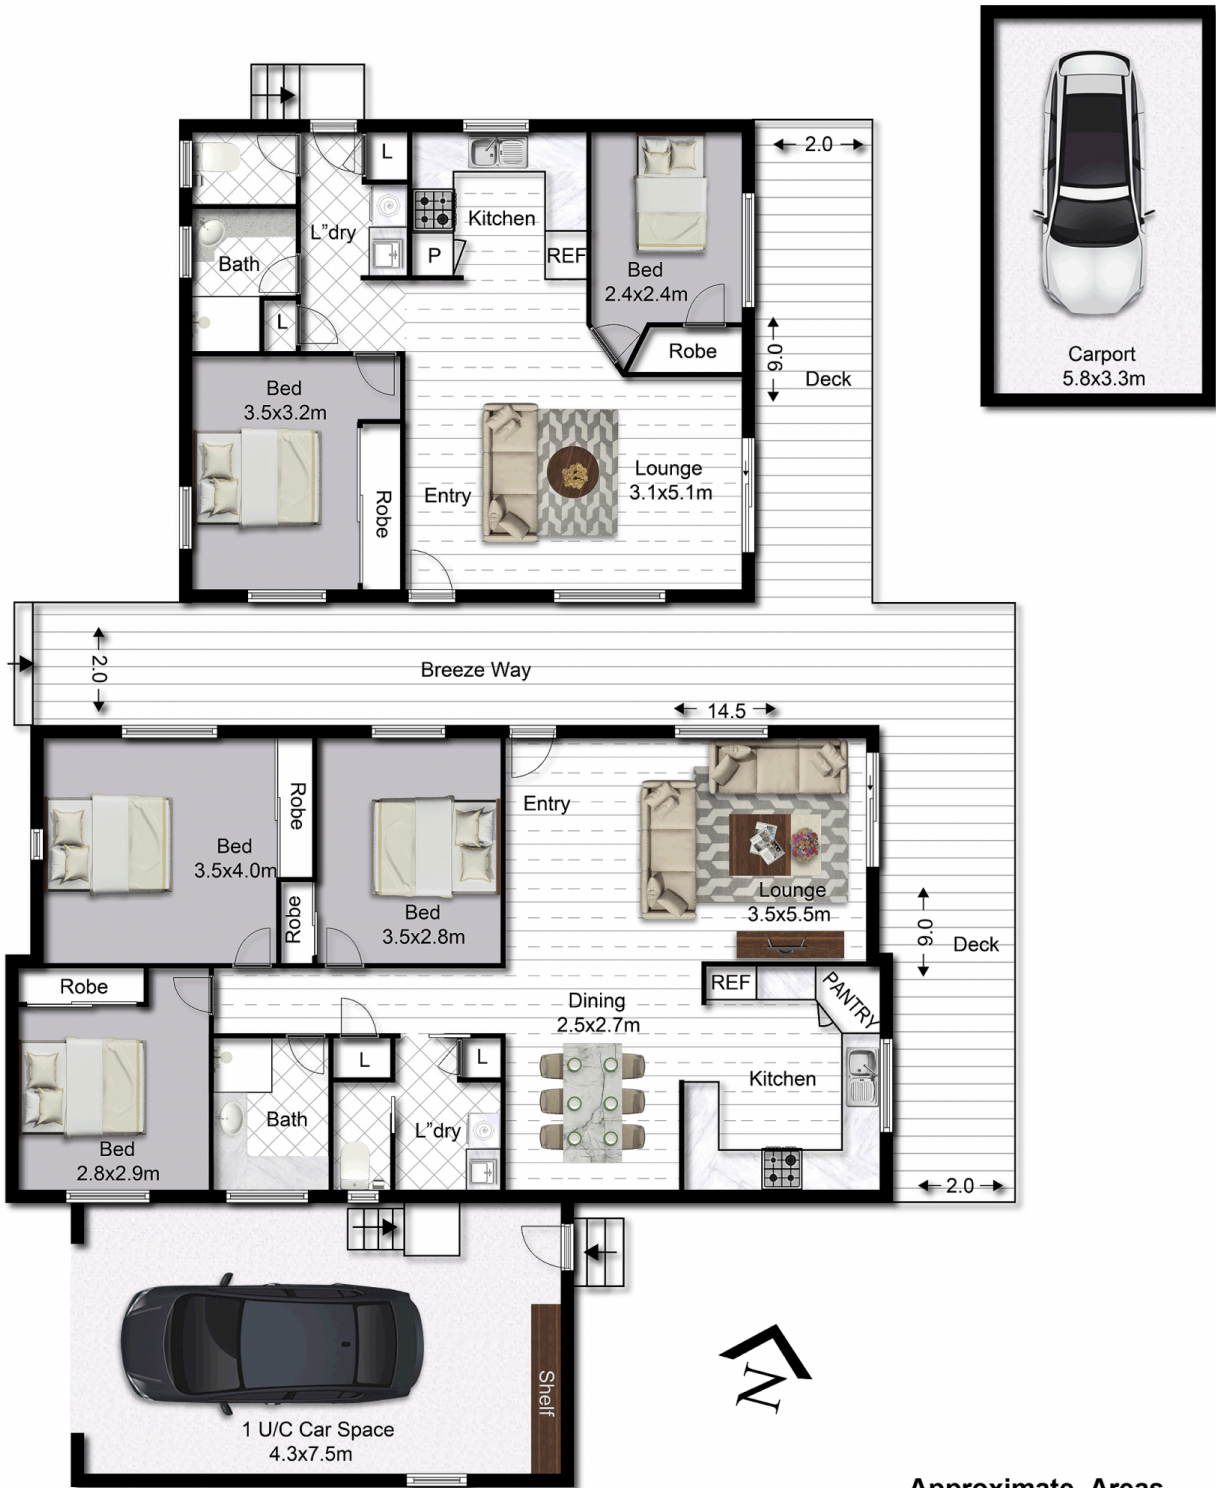 2.0
L
L"dry
Kitchen
P
REF
Bath
L
Bed
2.4x2.4m
Robe
9.0
Deck
Carport
5.8x3.3m
Bed
3.5x3.2m
Robe
Entry
Lounge
3.1x5.1m
2.0
Breeze Way
14.5
Robe
Entry
Bed
3.5x4.0m
Robe
Bed
3.5x2.8m
Lounge
3.5x5.5m
9.0
Deck
Robe
REF
PANTRY
Dining
2.5x2.7m
L
L
Kitchen
Bath
L"dry
Bed
2.8x2.9m
2.0
Shelf
1 U/C Car Space
4.3x7.5m
N
Approximate Areas